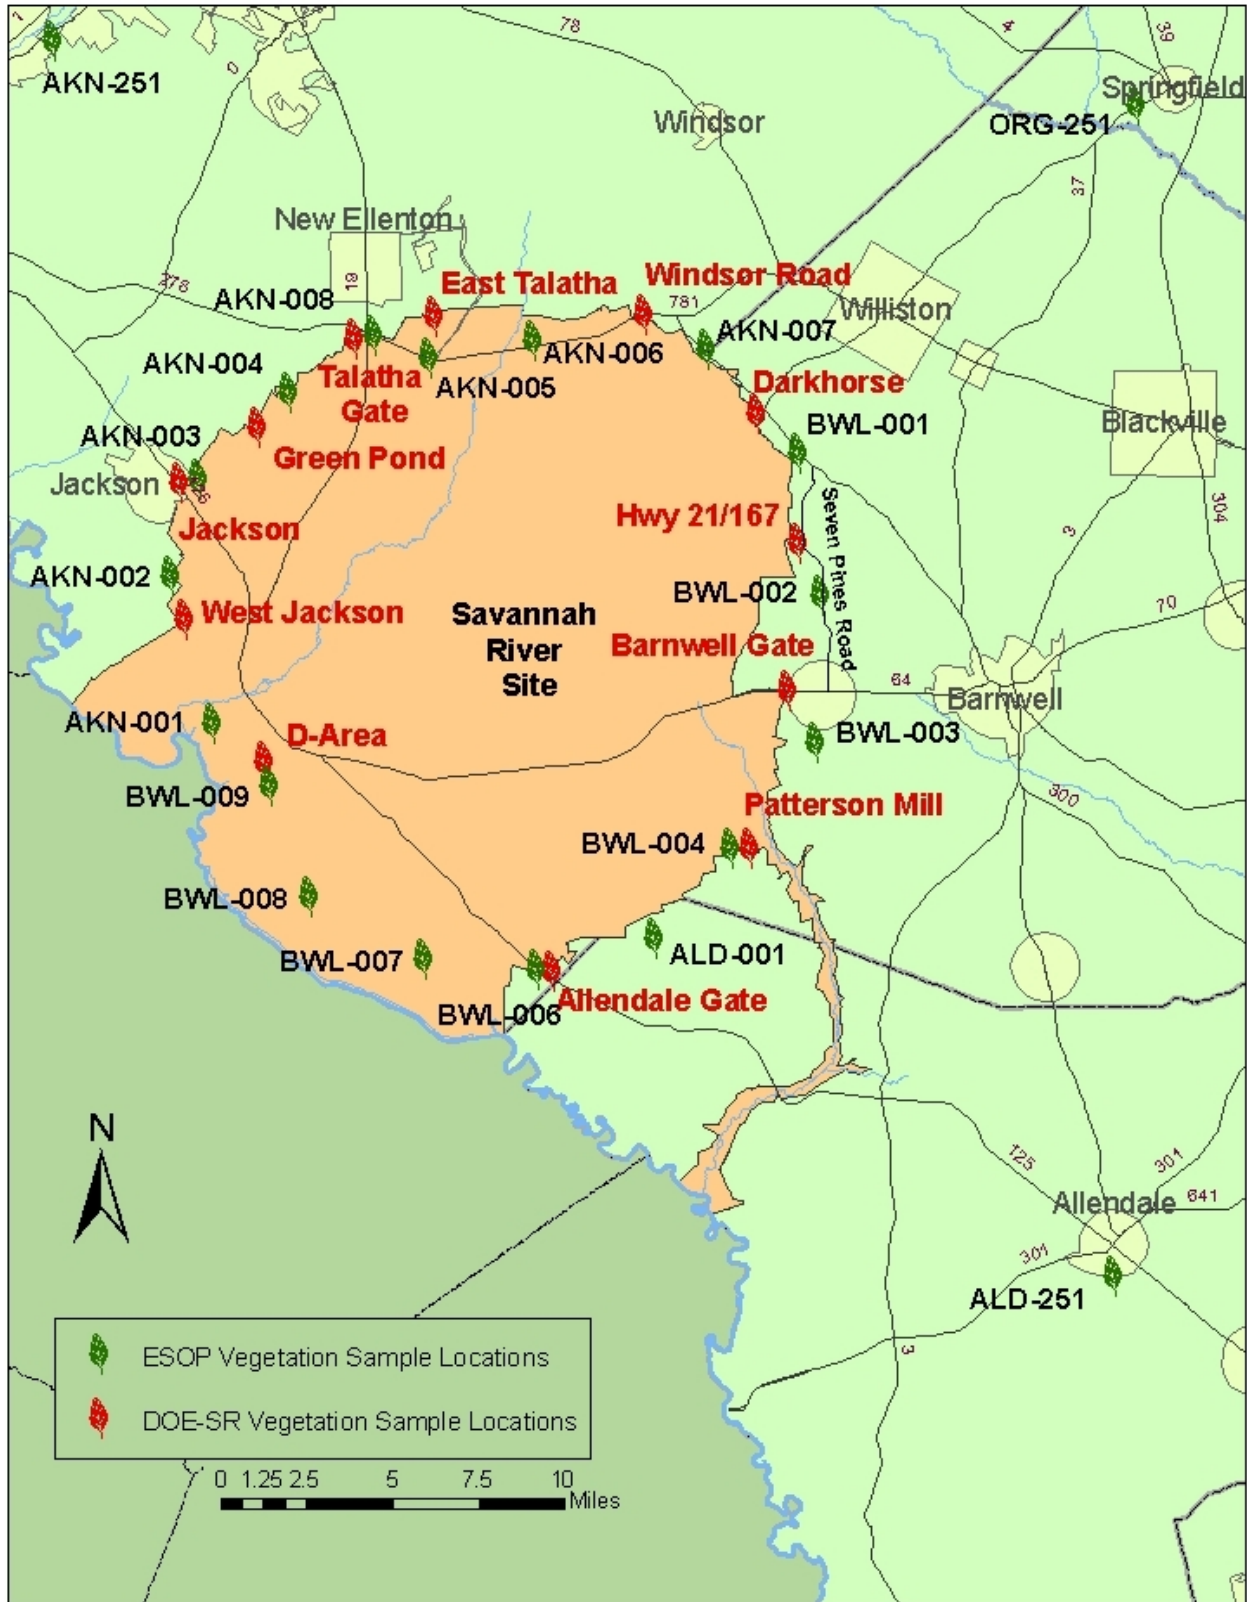 78
4
39
1
AKN-251
0
Springfield
ORG-251
Windsor
37
New Ellenton
278
19
AKN-008
East Talatha
Windsor Road
781
Williston
AKN-007
AKN-006
AKN-004
Talatha
Gate
AKN-005
Darkhorse
BWL-001
Blackville
AKN-003
Green Pond
Jackson
Jackson
Hwy 21/167
Seven Pines Road
304
3
AKN-002
BWL-002
70
West Jackson
Savannah
River
Site
Barnwell Gate
64
Barnwell
AKN-001
D-Area
BWL-003
BWL-009
300
Patterson Mill
BWL-004
BWL-008
BWL-007
ALD-001
BWL-006
Allendale Gate
N
125
301
641
Allendale
301
ALD-251
3
ESOP Vegetation Sample Locations
DOE-SR Vegetation Sample Locations
0 1.25 2.5 5 7.5 10
Miles